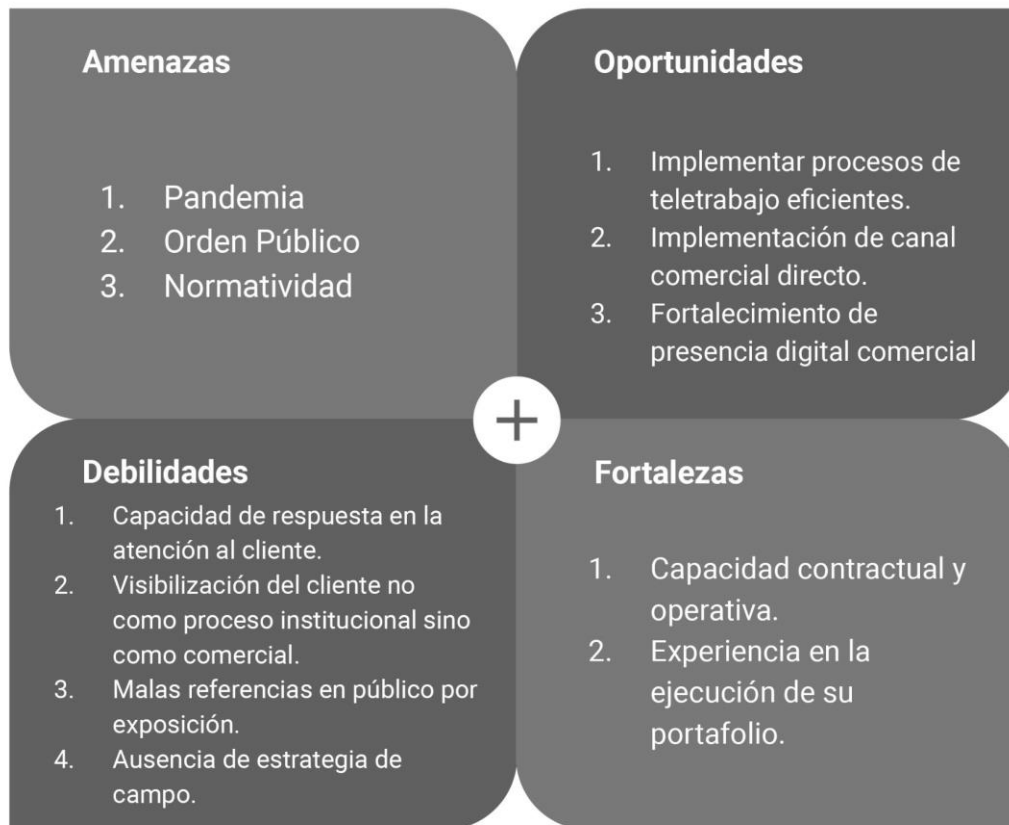 Amenazas
1. Pandemia
2. Orden Público
3. Normatividad
Oportunidades
1. Implementar procesos de
teletrabajo eficientes.
2. Implementación de canal
comercial directo.
3. Fortalecimiento de
presencia digital comercial
Debilidades
1. Capacidad de respuesta en la
atención al cliente.
2. Visibilización del cliente no
como proceso institucional sino
como comercial.
3. Malas referencias en público por
exposición.
4. Ausencia de estrategia de
campo.
Fortalezas
1. Capacidad contractual y
operativa.
2. Experiencia en la
ejecución de su
portafolio.